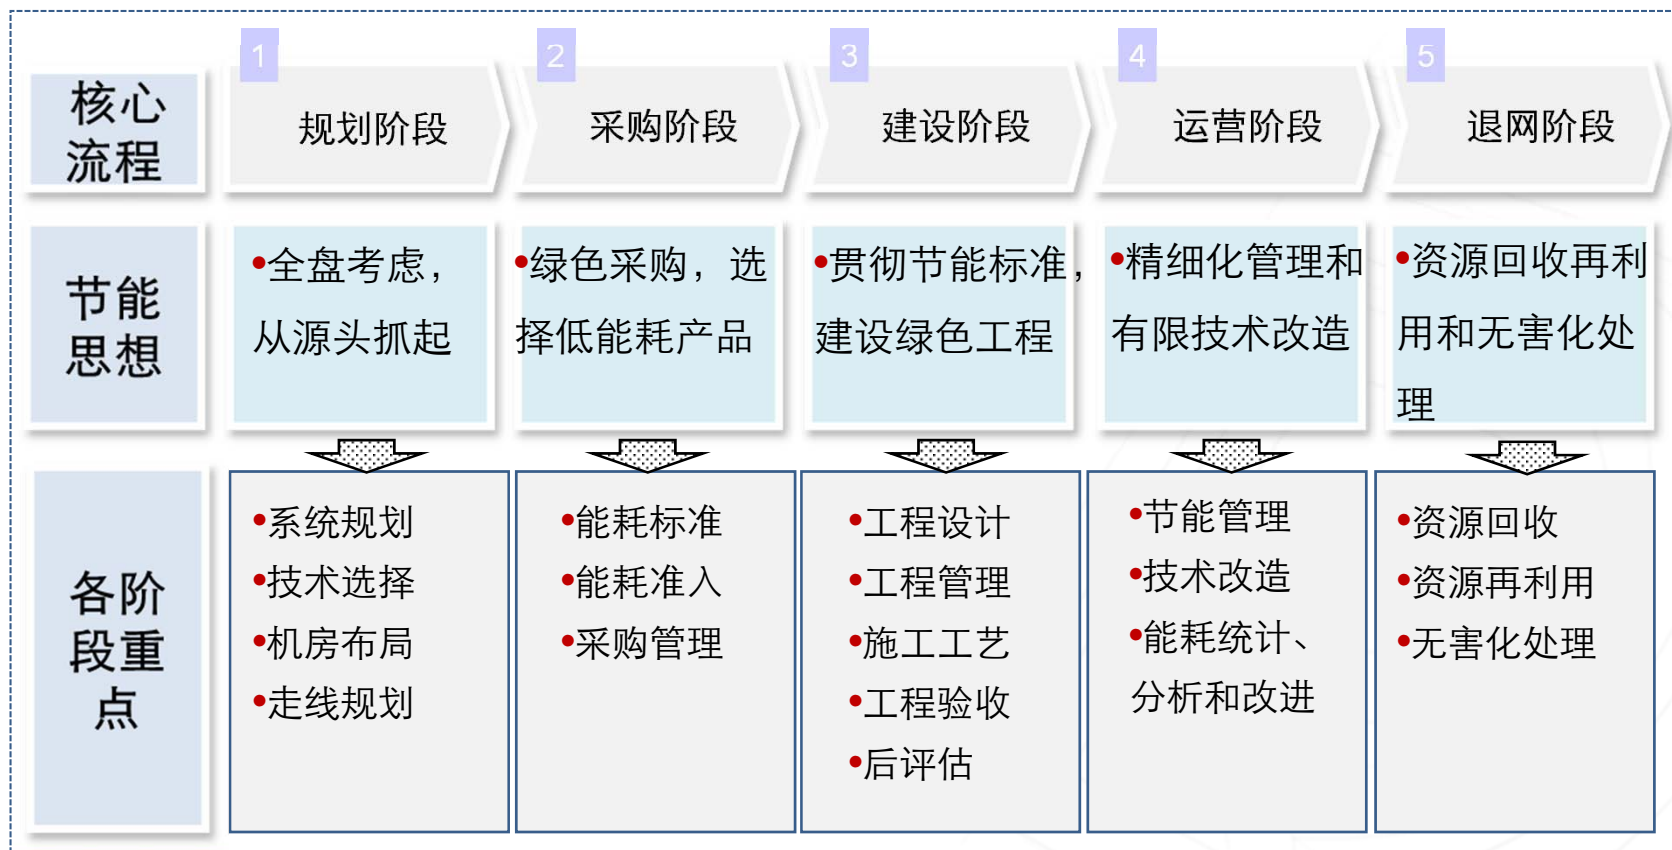 1
2
3
4
5
核心
流程
规划阶段
采购阶段
建设阶段
运营阶段
退网阶段
节能
思想
•全盘考虑，
从源头抓起
•绿色采购，选
择低能耗产品
•贯彻节能标准，
建设绿色工程
•精细化管理和
有限技术改造
•资源回收再利
用和无害化处
理
各阶
段重
点
•系统规划
•技术选择
•机房布局
•走线规划
•能耗标准
•能耗准入
•采购管理
•工程设计
•工程管理
•施工工艺
•工程验收
•后评估
•节能管理
•技术改造
•能耗统计、
分析和改进
•资源回收
•资源再利用
•无害化处理